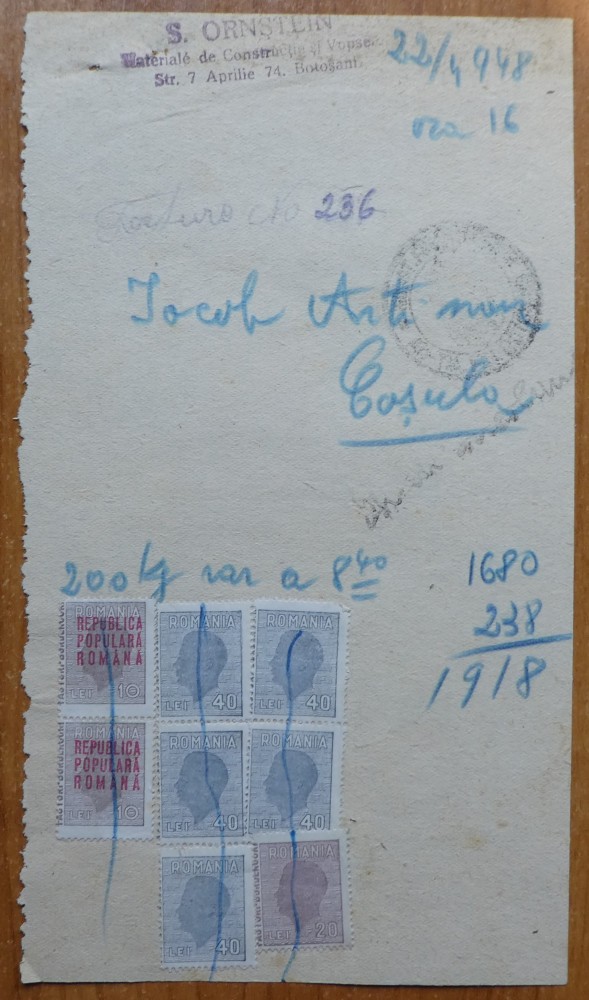 S. ORNȘTEIN
Materiale de Construcție și Vopse
Str. 7 Aprilie 74. Botoșani
22/4 948
ora 16
Factura No 236
Iacob Artimon
Coșula
200 kg var a 8 40
1680
238
1918
ROMANIA
REPUBLICA
POPULARĂ
ROMÂNĂ
LEI 10
ROMANIA
LEI 40
ROMANIA
LEI 40
ROMANIA
REPUBLICA
POPULARĂ
ROMÂNĂ
LEI 10
ROMANIA
LEI 40
ROMANIA
LEI 40
ROMANIA
LEI 40
ROMANIA
LEI 20